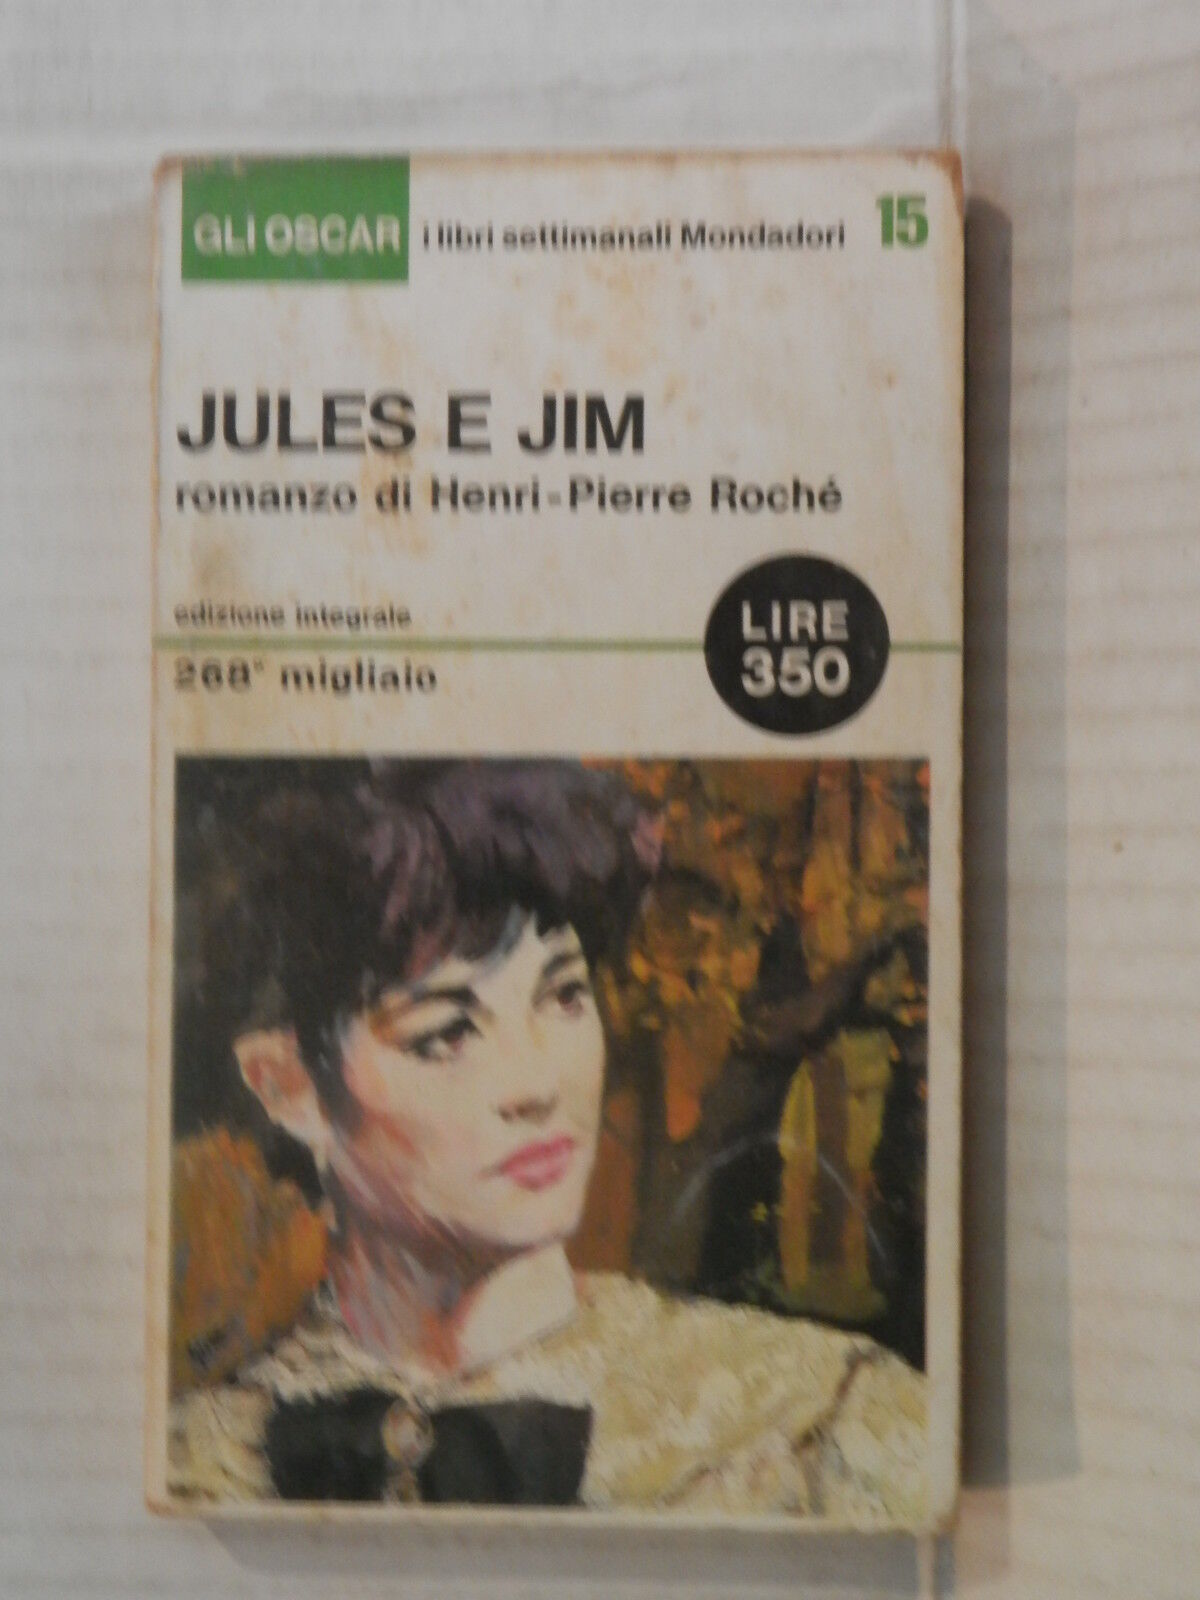 GLI OSCAR i libri settimanali Mondadori 15
JULES E JIM
romanzo di Henri-Pierre Roché
edizione integrale
268° migliaio
LIRE
350